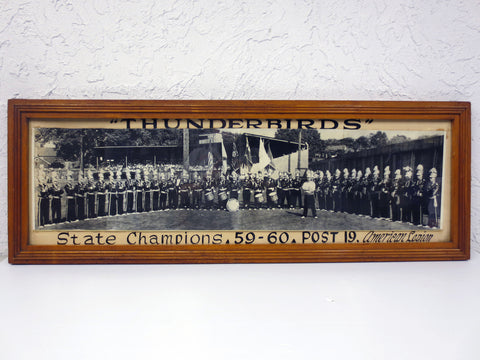 "THUNDERBIRDS"
State Champions. 59-60. POST 19. American Legion